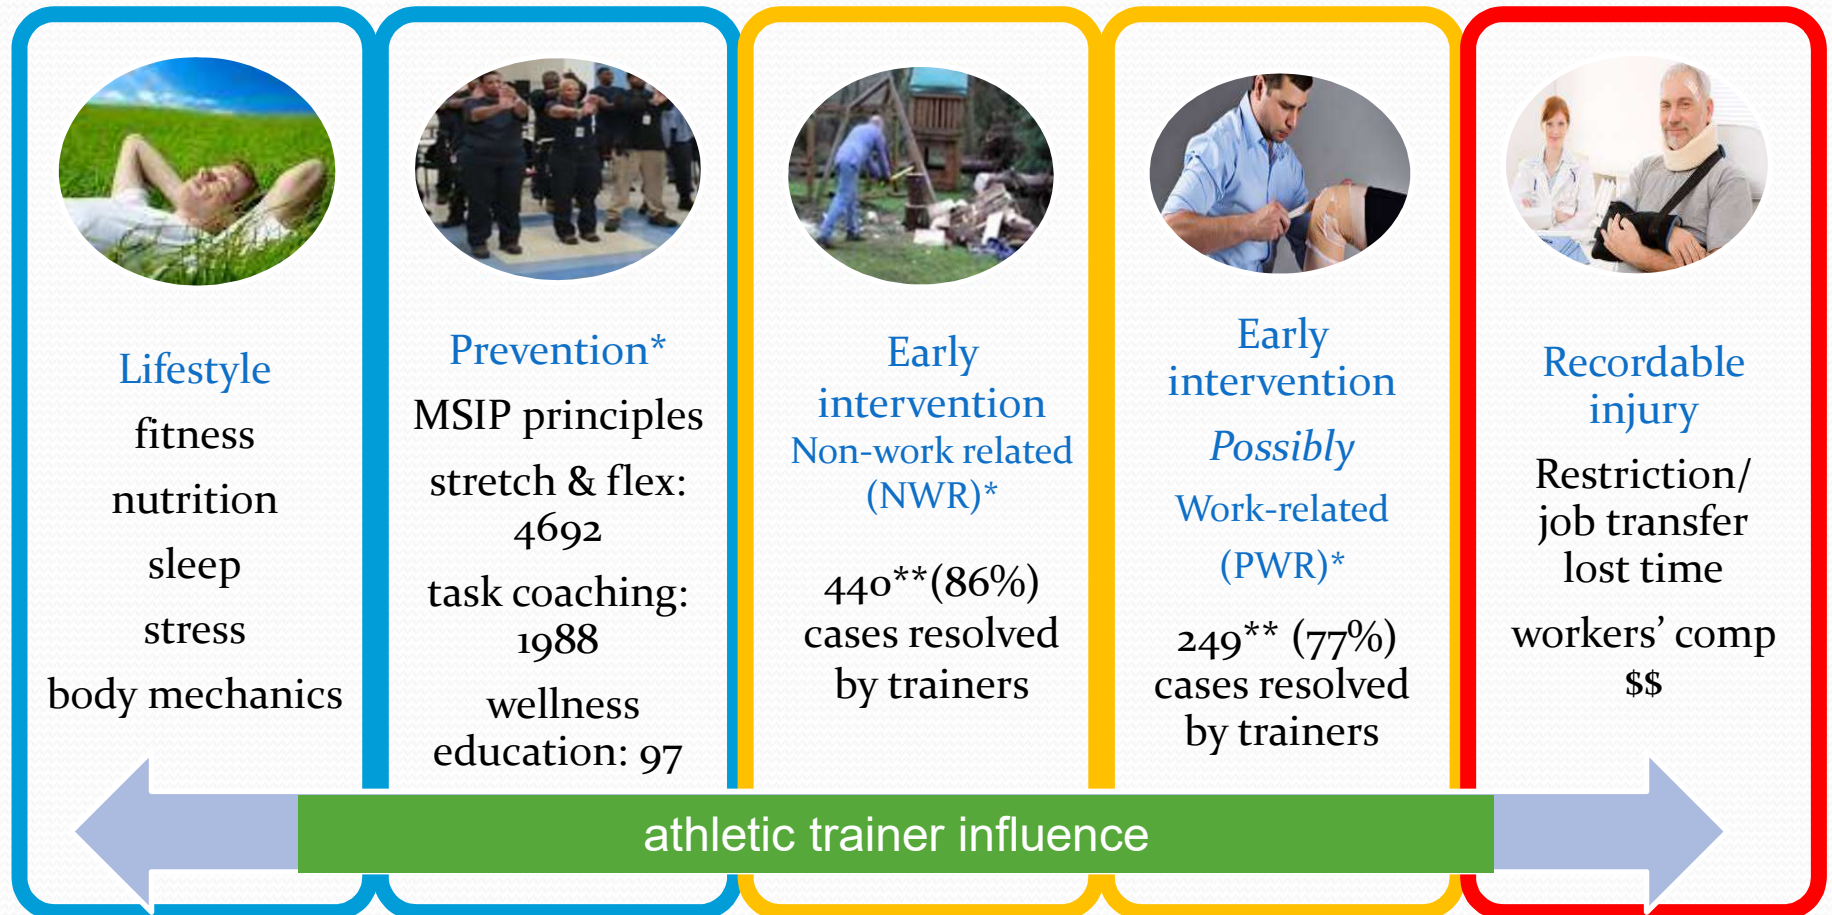 Lifestyle
fitness
nutrition
sleep
stress
body mechanics
Prevention*
MSIP principles
stretch & flex:
4692
task coaching:
1988
wellness
education: 97
Early
intervention
Non-work related
(NWR)*
440**(86%)
cases resolved
by trainers
Early
intervention
Possibly
Work-related
(PWR)*
249** (77%)
cases resolved
by trainers
Recordable
injury
Restriction/
job transfer
lost time
workers’ comp
$$
athletic trainer influence